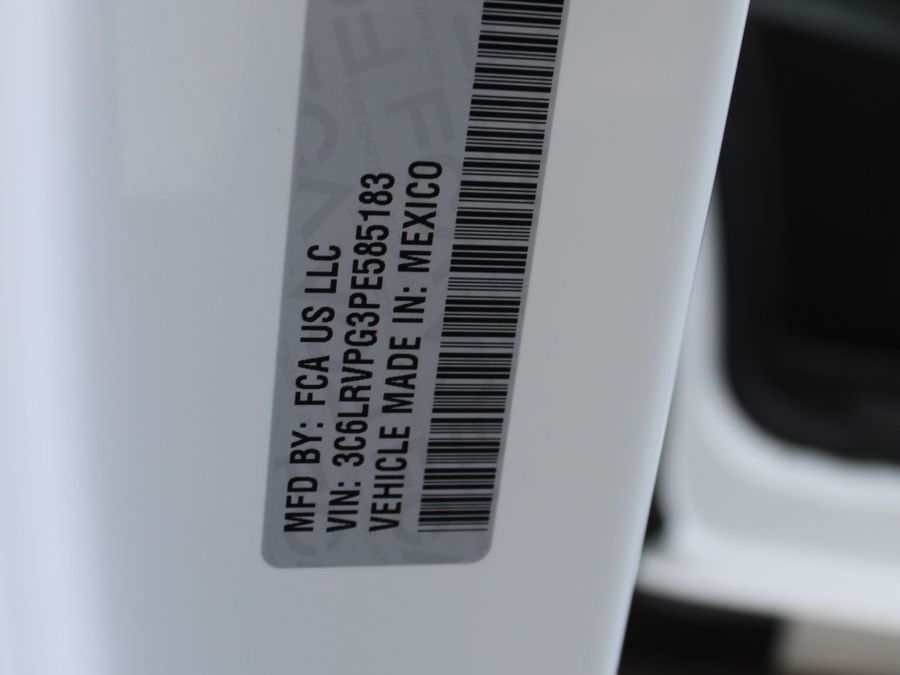 MFD BY: FCA US LLC
VIN: 3C6LRVPG3PE585183
VEHICLE MADE IN: MEXICO